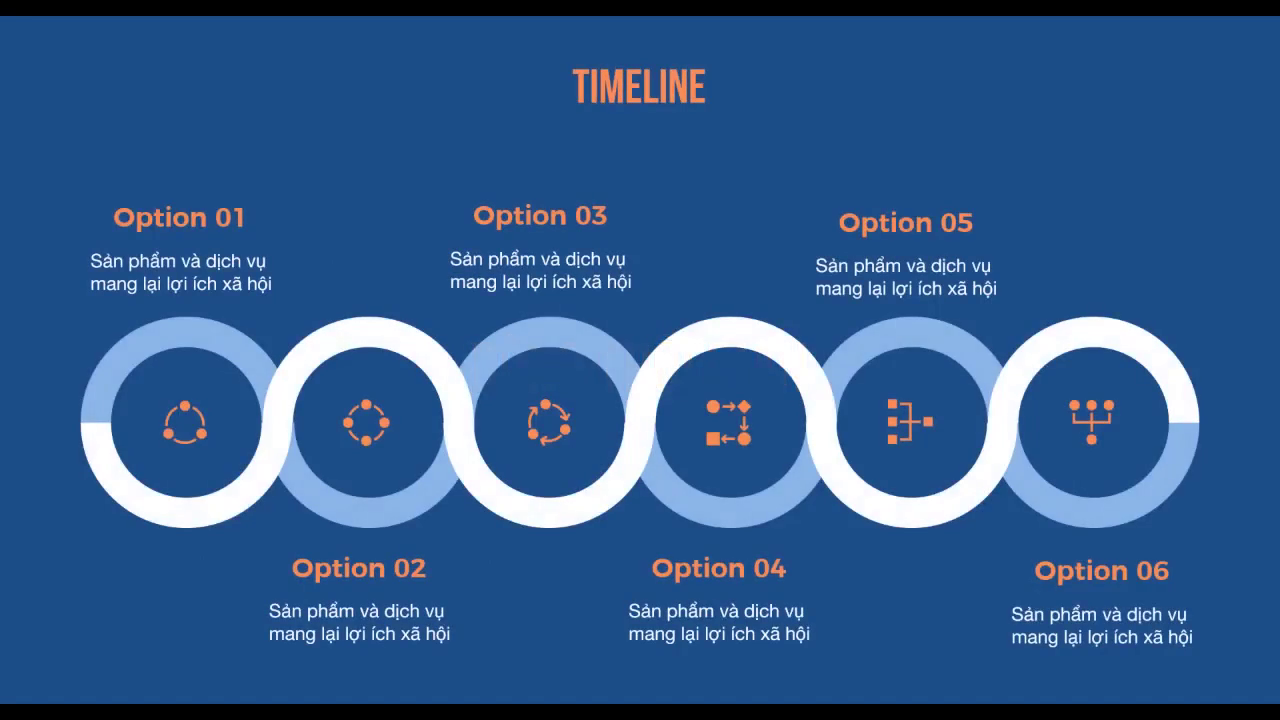 TIMELINE
Option 01
Sản phẩm và dịch vụ
mang lại lợi ích xã hội
Option 03
Sản phẩm và dịch vụ
mang lại lợi ích xã hội
Option 05
Sản phẩm và dịch vụ
mang lại lợi ích xã hội
Option 02
Sản phẩm và dịch vụ
mang lại lợi ích xã hội
Option 04
Sản phẩm và dịch vụ
mang lại lợi ích xã hội
Option 06
Sản phẩm và dịch vụ
mang lại lợi ích xã hội